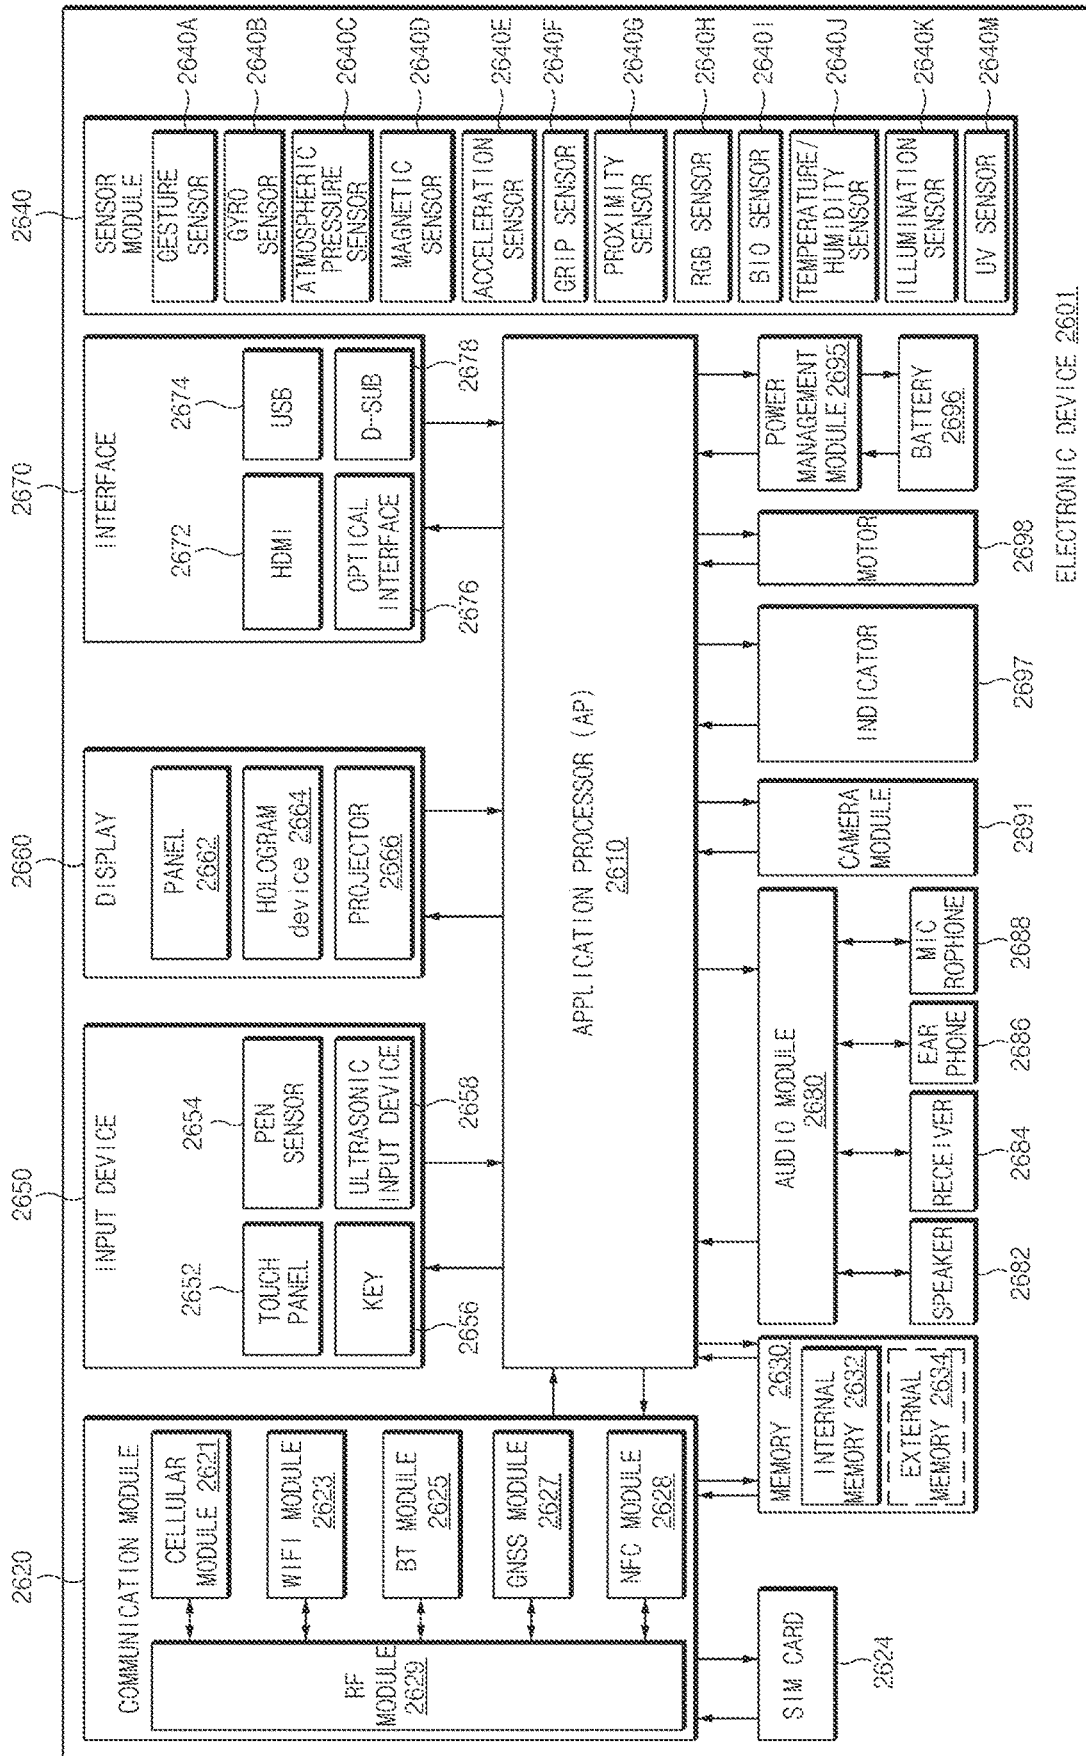 2620
COMMUNICATION MODULE
CELLULAR
MODULE 2621
WIFI MODULE
2623
BT MODULE
2625
GNSS MODULE
2627
NFC MODULE
2628
RF
MODULE
2629
SIM CARD
2624
2650
INPUT DEVICE
2652
TOUCH
PANEL
2654
PEN
SENSOR
KEY
2656
ULTRASONIC
INPUT DEVICE
2658
2660
DISPLAY
PANEL
2662
HOLOGRAM
device 2664
PROJECTOR
2666
2670
INTERFACE
2672
HDMI
2674
USB
OPTICAL
INTERFACE
2676
D-SUB
2678
2640
SENSOR
MODULE
GESTURE
SENSOR
2640A
GYRO
SENSOR
2640B
ATMOSPHERIC
PRESSURE
SENSOR
2640C
MAGNETIC
SENSOR
2640D
ACCELERATION
SENSOR
2640E
GRIP SENSOR
2640F
PROXIMITY
SENSOR
2640G
RGB SENSOR
2640H
BIO SENSOR
2640I
TEMPERATURE/
HUMIDITY
SENSOR
2640J
ILLUMINATION
SENSOR
2640K
UV SENSOR
2640M
APPLICATION PROCESSOR (AP)
2610
MEMORY 2630
INTERNAL
MEMORY 2632
EXTERNAL
MEMORY 2634
AUDIO MODULE
2680
SPEAKER
2682
RECEIVER
2684
EAR
PHONE
2686
MIC
ROPHONE
2688
CAMERA
MODULE
2691
INDICATOR
2697
MOTOR
2698
POWER
MANAGEMENT
MODULE 2695
BATTERY
2696
ELECTRONIC DEVICE 2601